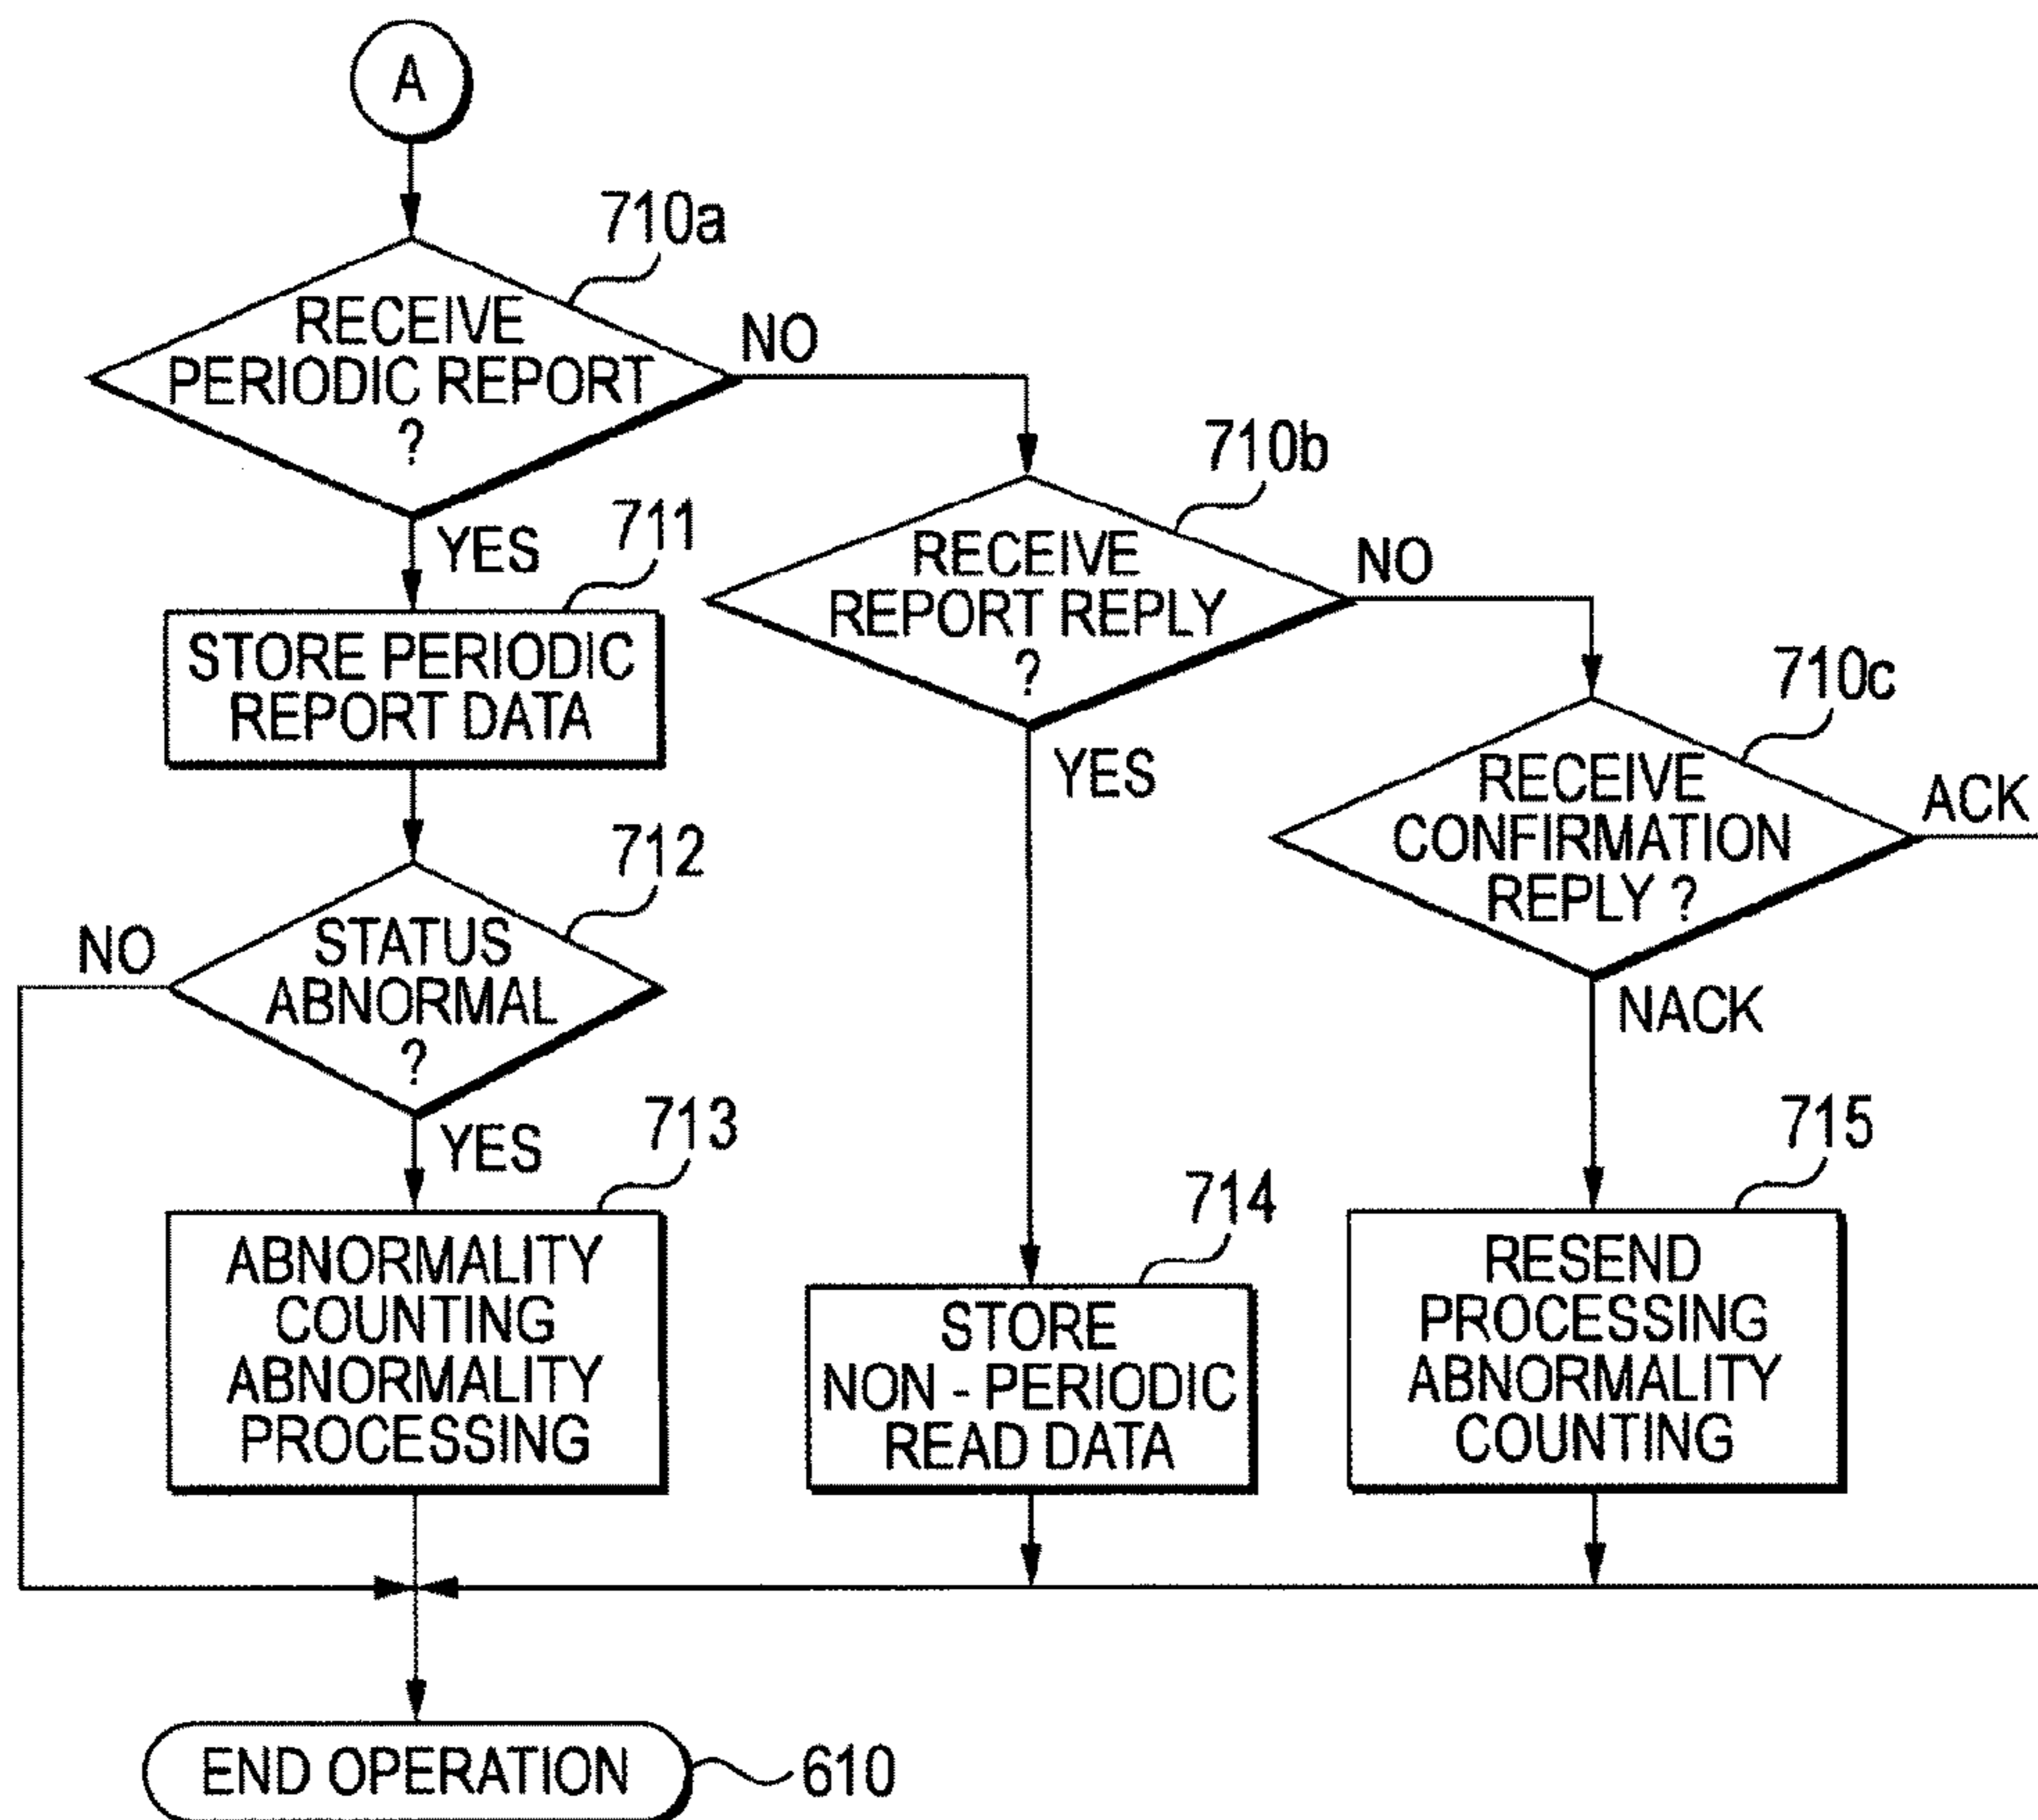 A
710a
RECEIVE
PERIODIC REPORT
?
NO
YES
710b
RECEIVE
REPORT REPLY
?
NO
YES
710c
RECEIVE
CONFIRMATION
REPLY ?
ACK
NACK
711
STORE PERIODIC
REPORT DATA
712
STATUS
ABNORMAL
?
NO
YES
713
ABNORMALITY
COUNTING
ABNORMALITY
PROCESSING
714
STORE
NON - PERIODIC
READ DATA
715
RESEND
PROCESSING
ABNORMALITY
COUNTING
END OPERATION
610